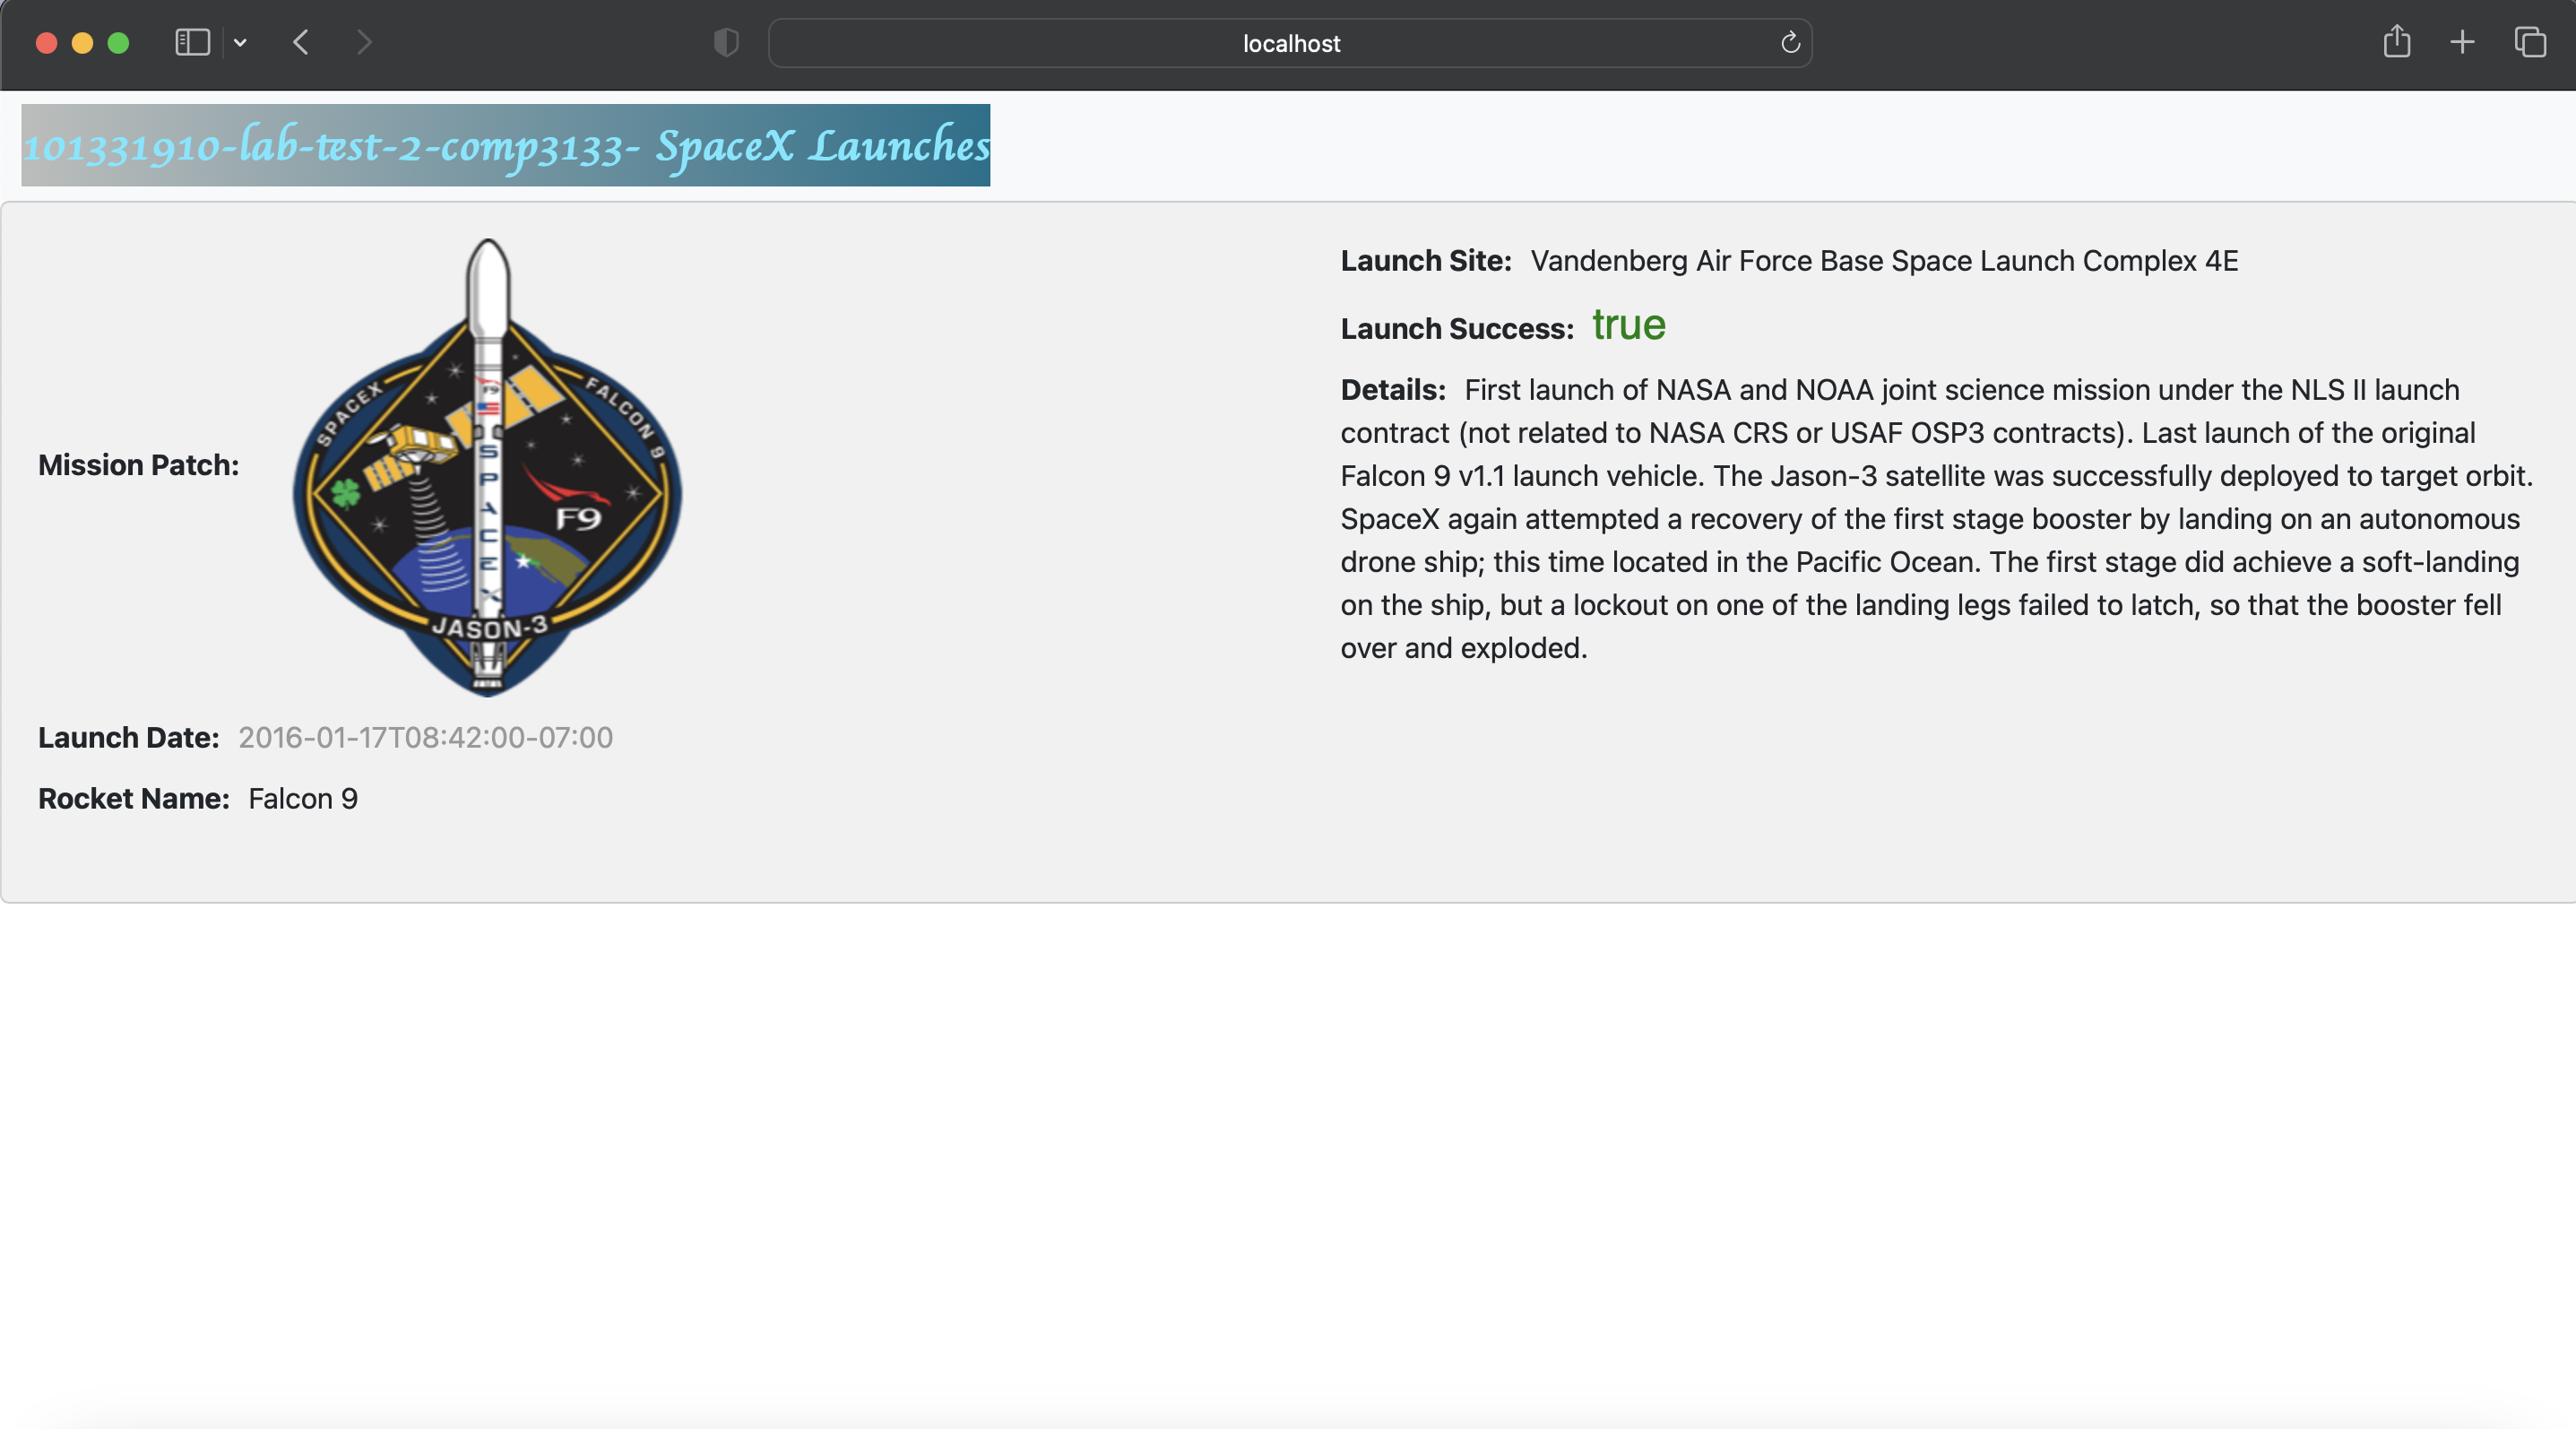 localhost
101331910-lab-test-2-comp3133- SpaceX Launches
Mission Patch:
SPACEX
FALCON 9
F9
SPACEX
F9
JASON-3
Launch Date: 2016-01-17T08:42:00-07:00
Rocket Name: Falcon 9
Launch Site: Vandenberg Air Force Base Space Launch Complex 4E
Launch Success: true
Details: First launch of NASA and NOAA joint science mission under the NLS II launch
contract (not related to NASA CRS or USAF OSP3 contracts). Last launch of the original
Falcon 9 v1.1 launch vehicle. The Jason-3 satellite was successfully deployed to target orbit.
SpaceX again attempted a recovery of the first stage booster by landing on an autonomous
drone ship; this time located in the Pacific Ocean. The first stage did achieve a soft-landing
on the ship, but a lockout on one of the landing legs failed to latch, so that the booster fell
over and exploded.